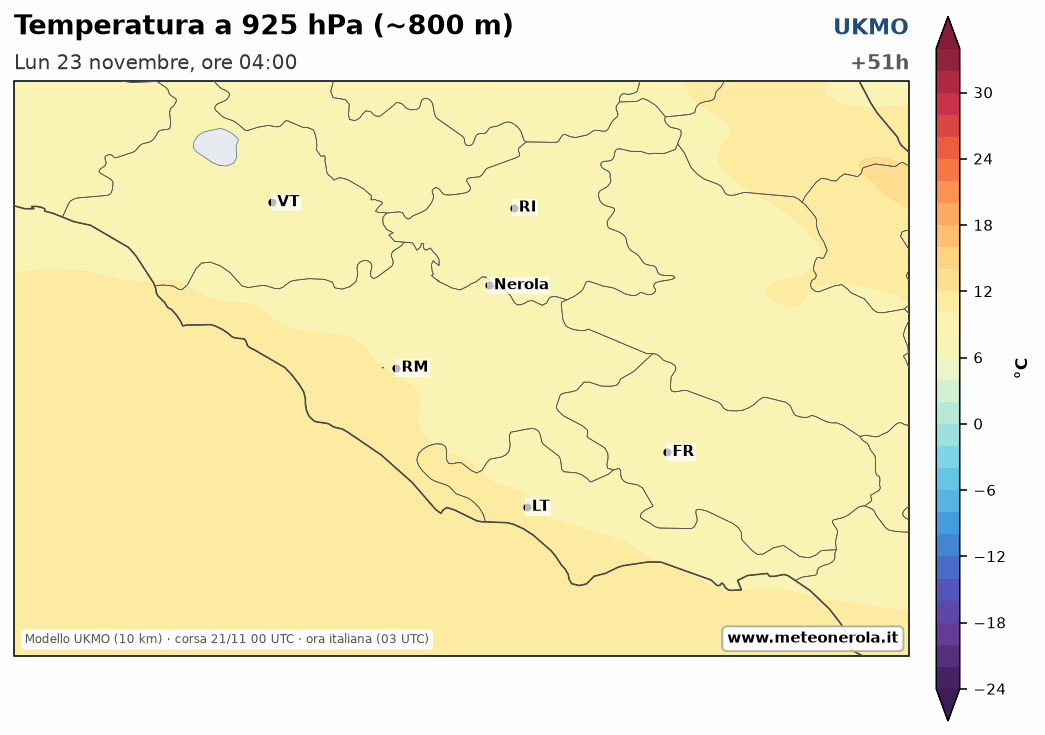 Temperatura a 925 hPa (~800 m)
UKMO
Lun 23 novembre, ore 04:00
+51h
VT
RI
Nerola
RM
FR
LT
30
24
18
12
6
0
−6
−12
−18
−24
°C
Modello UKMO (10 km) · corsa 21/11 00 UTC · ora italiana (03 UTC)
www.meteonerola.it